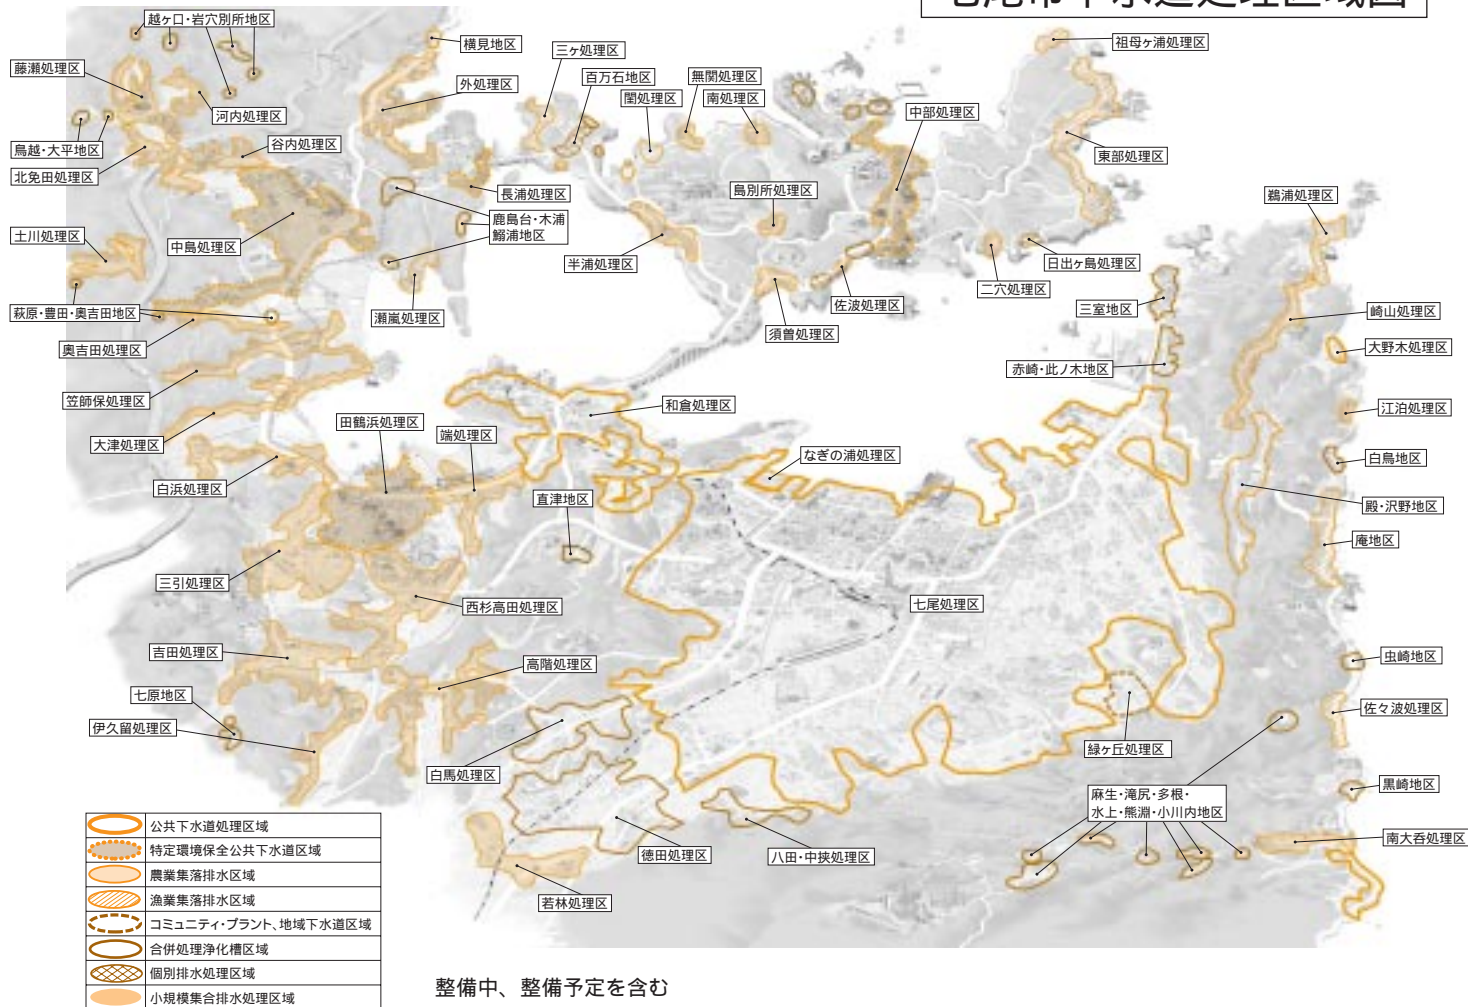 七尾市下水道処理区域図
越ヶ口・岩穴別所地区
横見地区
三ヶ処理区
祖母ヶ浦処理区
藤瀬処理区
外処理区
百万石地区
無関処理区
閨処理区
南処理区
中部処理区
河内処理区
鳥越・大平地区
谷内処理区
東部処理区
北免田処理区
長浦処理区
島別所処理区
鵜浦処理区
鹿島台・木浦
鰯浦地区
土川処理区
中島処理区
半浦処理区
日出ヶ島処理区
二穴処理区
佐波処理区
三室地区
萩原・豊田・奥吉田地区
瀬嵐処理区
須曽処理区
崎山処理区
奥吉田処理区
大野木処理区
赤崎・此ノ木地区
笠師保処理区
和倉処理区
江泊処理区
田鶴浜処理区
端処理区
大津処理区
なぎの浦処理区
白鳥地区
白浜処理区
直津地区
殿・沢野地区
庵地区
三引処理区
西杉高田処理区
七尾処理区
吉田処理区
高階処理区
虫崎地区
七原地区
佐々波処理区
伊久留処理区
緑ヶ丘処理区
白馬処理区
黒崎地区
麻生・滝尻・多根・
水上・熊淵・小川内地区
南大呑処理区
徳田処理区
八田・中挟処理区
若林処理区
公共下水道処理区域
特定環境保全公共下水道区域
農業集落排水区域
漁業集落排水区域
コミュニティ・プラント、地域下水道区域
合併処理浄化槽区域
個別排水処理区域
小規模集合排水処理区域
整備中、整備予定を含む